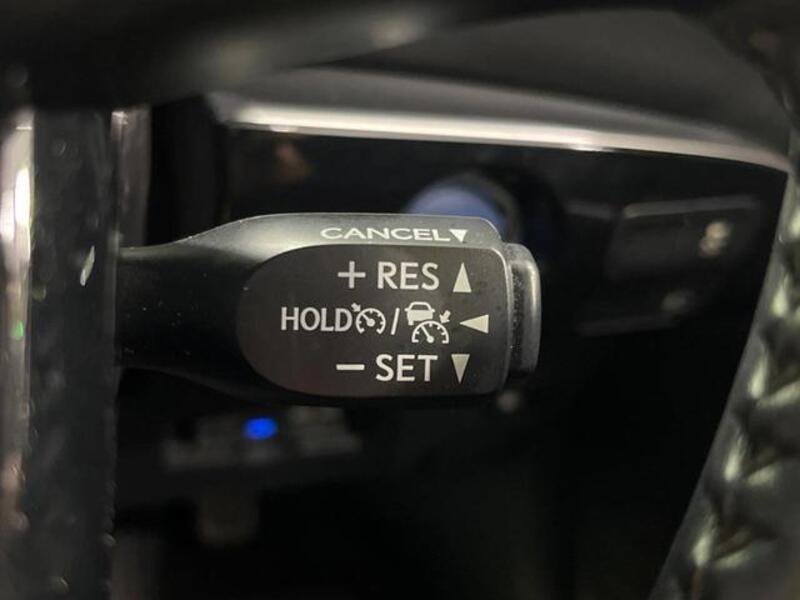 CANCEL▼
+ RES ▲
HOLD / ◀
− SET ▼